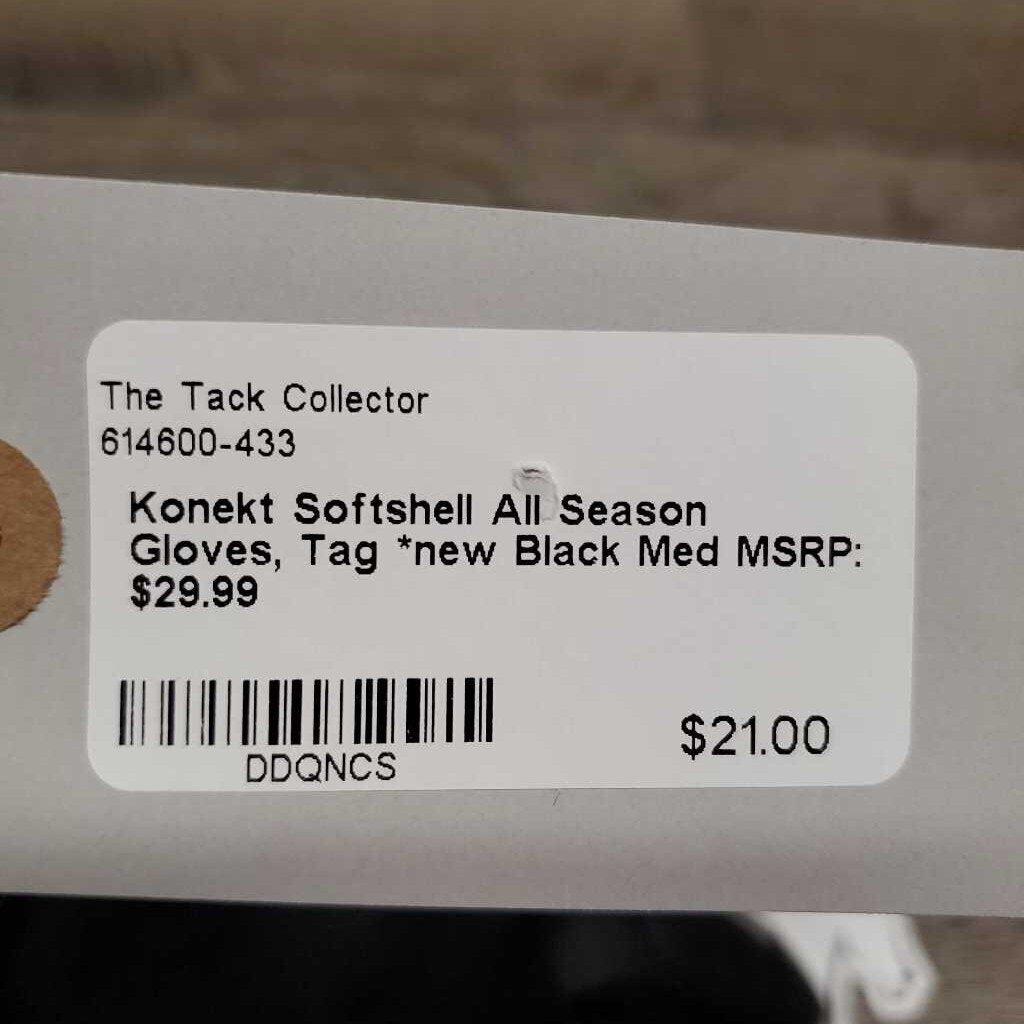 The Tack Collector
614600-433
Konekt Softshell All Season
Gloves, Tag *new Black Med MSRP:
$29.99
DDQNCS
$21.00